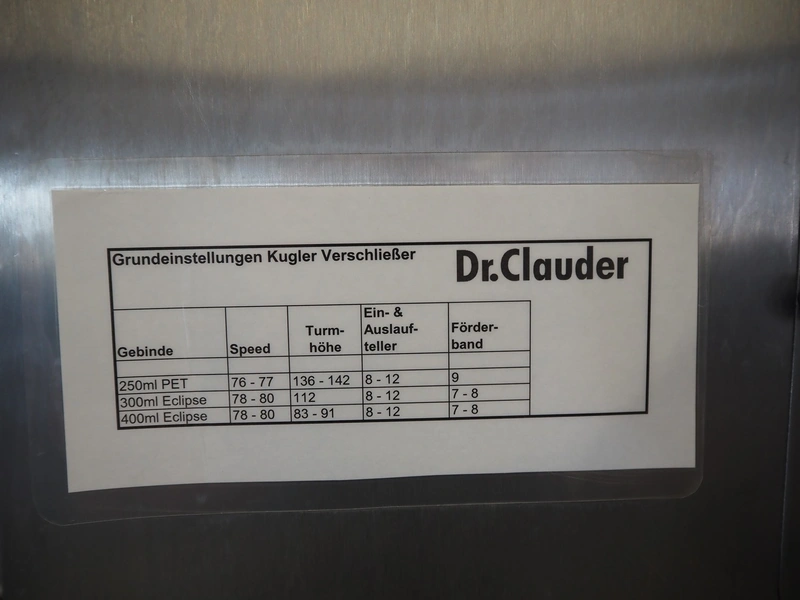 Grundeinstellungen Kugler Verschließer
Dr.Clauder
Gebinde Speed Turm-höhe Ein- & Auslauf-teller Förder-band
250ml PET 76 - 77 136 - 142 8 - 12 9
300ml Eclipse 78 - 80 112 8 - 12 7 - 8
400ml Eclipse 78 - 80 83 - 91 8 - 12 7 - 8